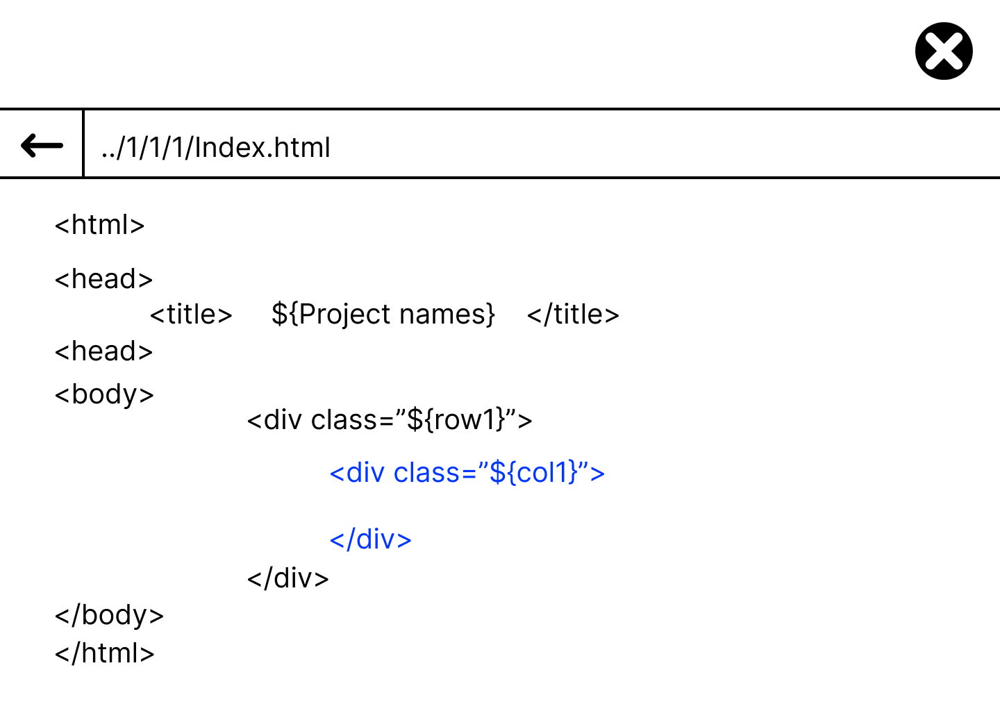 ../1/1/1/Index.html
<html>
<head>
<title> ${Project names} </title>
<head>
<body>
<div class=”${row1}”>
<div class=”${col1}”>
</div>
</div>
</body>
</html>